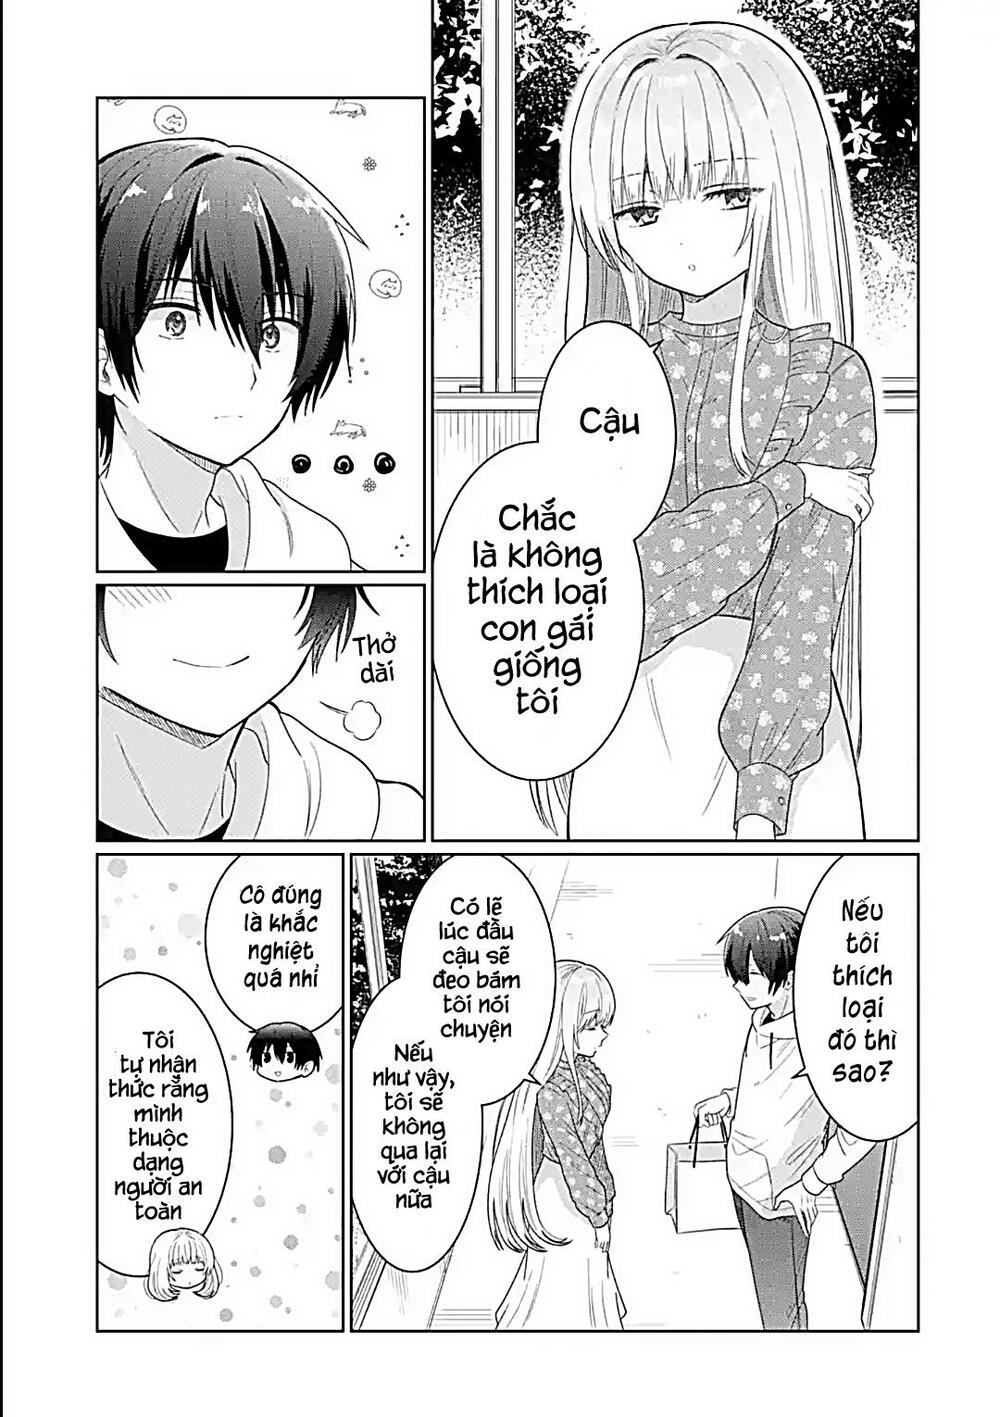 Cậu
Chắc
là không
thích loại
con gái
giống
tôi
Thở
dài
Nếu
tôi
thích
loại
đó thì
sao?
Có lẽ
lúc đầu
cậu sẽ
đeo bám
tôi nói
chuyện
Nếu
như vậy,
tôi sẽ
không
qua lại
với cậu
nữa
Cô đúng
là khắc
nghiệt
quá nhỉ
Tôi
tự nhận
thức rằng
mình
thuộc
dạng
người an
toàn